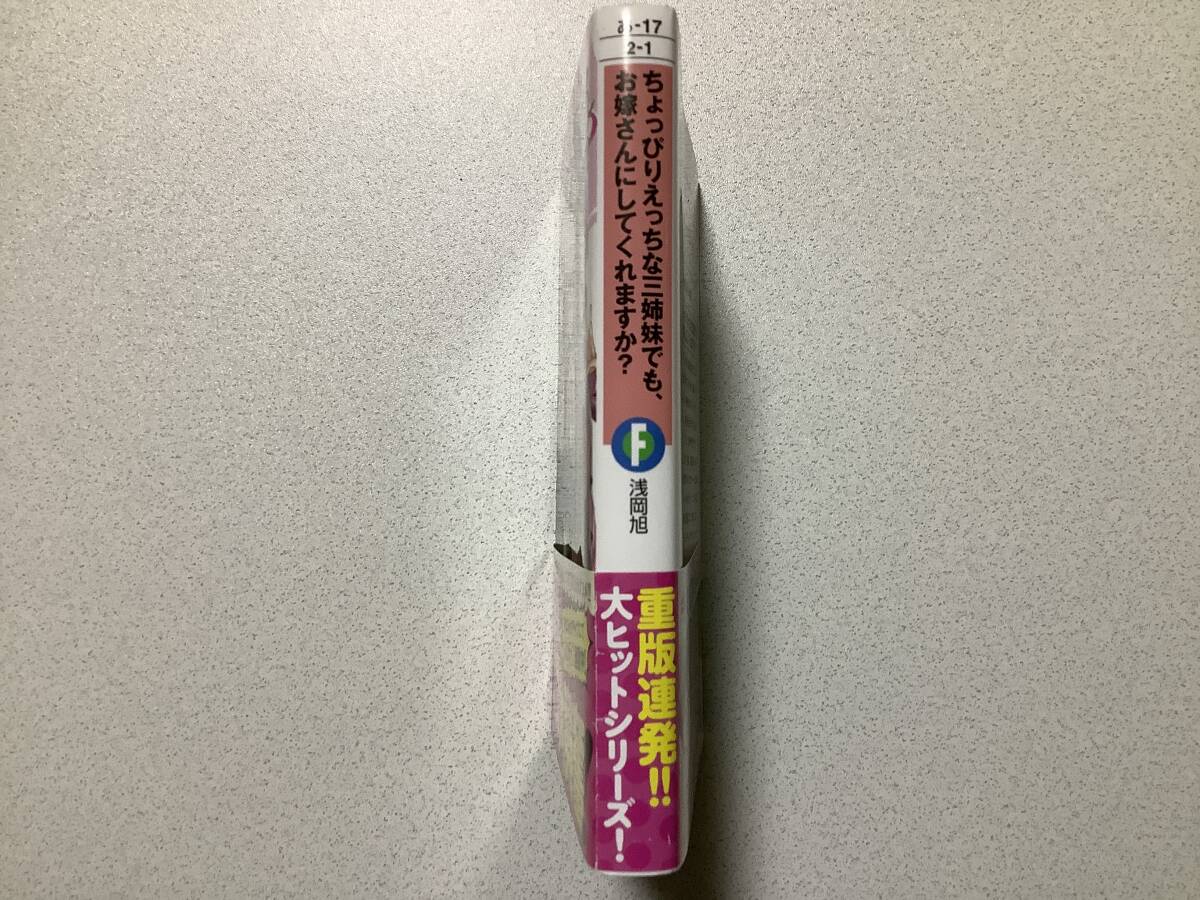 あ-17
2-1
ちょっぴりえっちな三姉妹でも、
お嫁さんにしてくれますか?
F
浅岡旭
重版連発!!
大ヒットシリーズ!